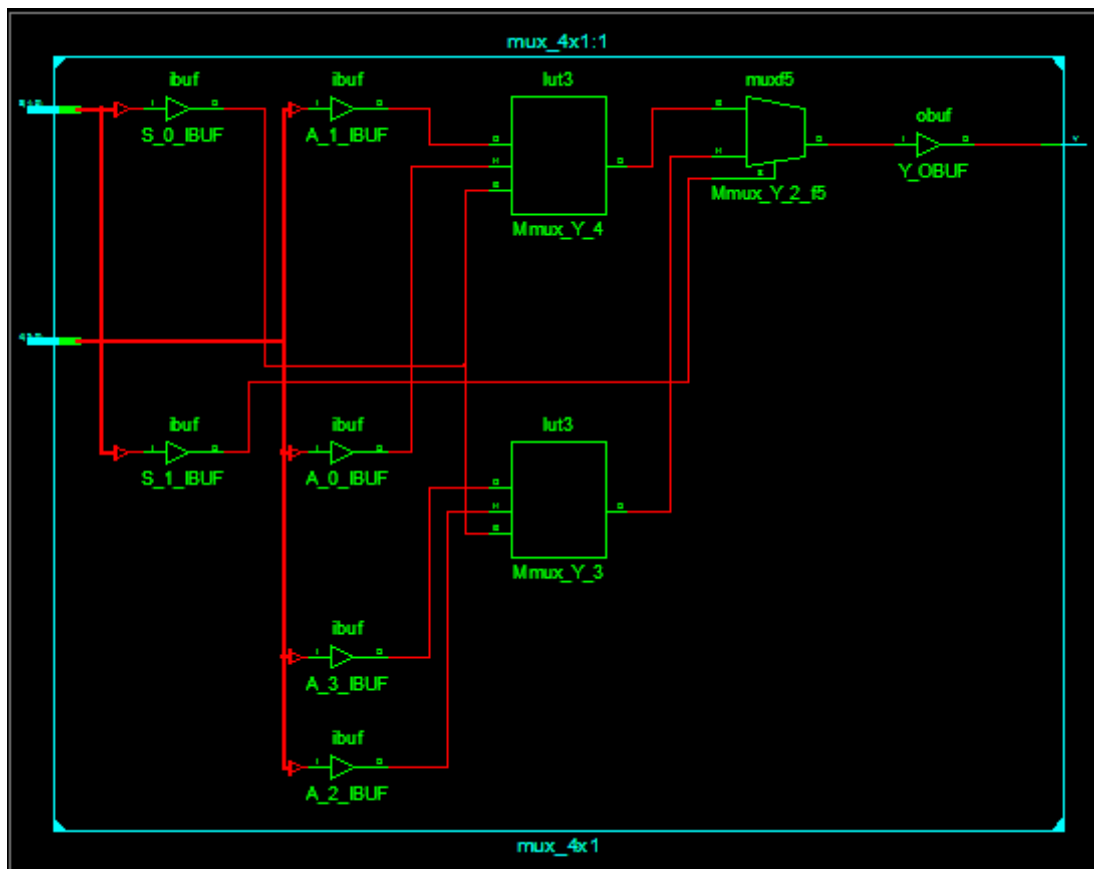 mux_4x1:1
ibuf
S_0_IBUF
ibuf
A_1_IBUF
lut3
Mmux_Y_4
muxf5
Mmux_Y_2_f5
obuf
Y_OBUF
ibuf
S_1_IBUF
ibuf
A_0_IBUF
lut3
Mmux_Y_3
ibuf
A_3_IBUF
ibuf
A_2_IBUF
mux_4x1